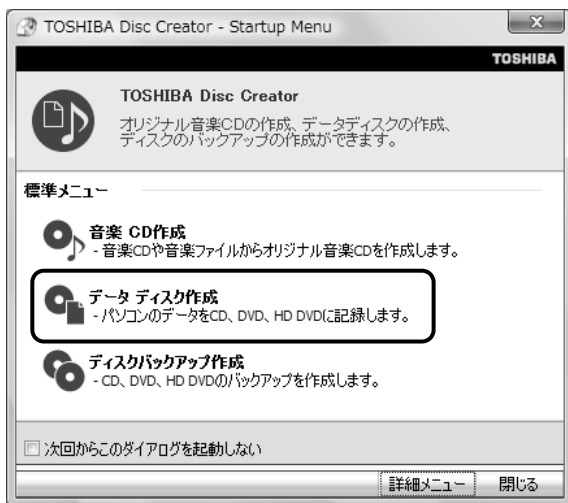 TOSHIBA Disc Creator - Startup Menu
TOSHIBA
TOSHIBA Disc Creator
オリジナル音楽CDの作成、データディスクの作成、
ディスクのバックアップの作成ができます。
標準メニュー
音楽 CD作成
- 音楽CDや音楽ファイルからオリジナル音楽CDを作成します。
データ ディスク作成
- パソコンのデータをCD、DVD、HD DVDに記録します。
ディスクバックアップ作成
- CD、DVD、HD DVDのバックアップを作成します。
次回からこのダイアログを起動しない
詳細メニュー 閉じる